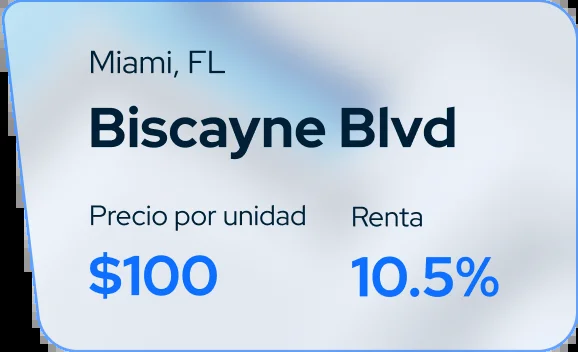 Miami, FL
Biscayne Blvd
Precio por unidad Renta
$100 10.5%